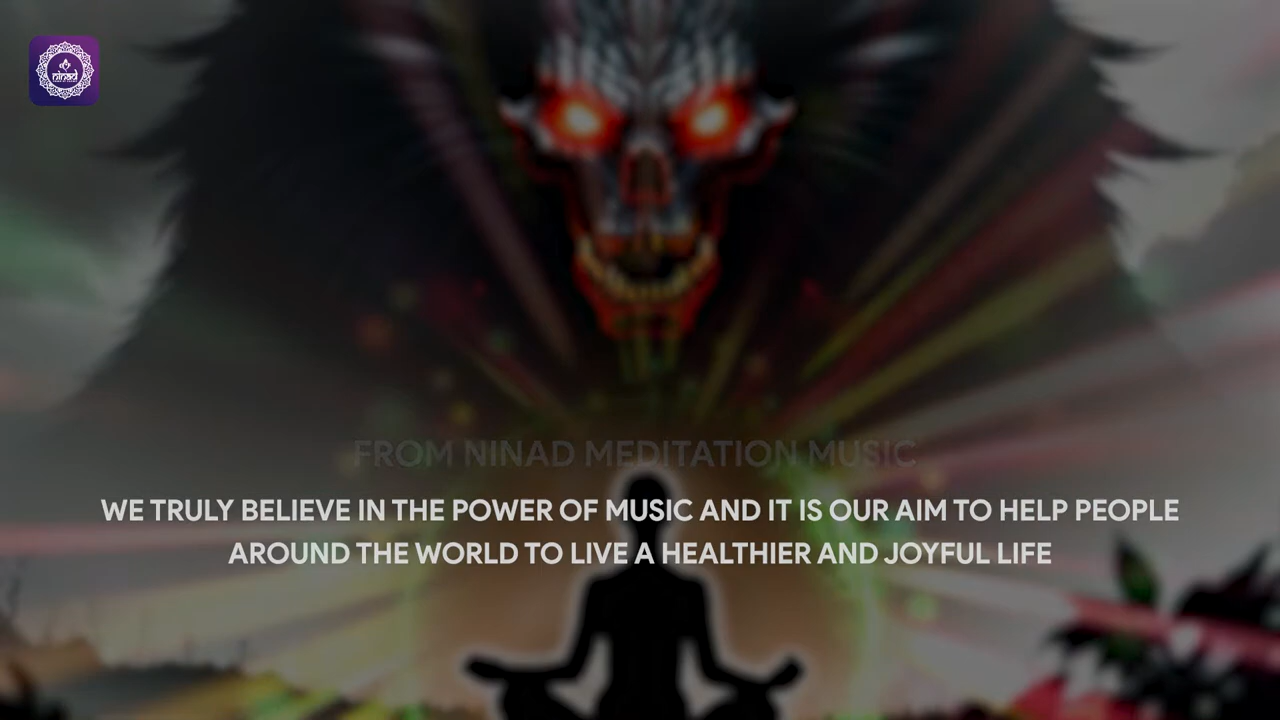 ninad
FROM NINAD MEDITATION MUSIC
WE TRULY BELIEVE IN THE POWER OF MUSIC AND IT IS OUR AIM TO HELP PEOPLE
AROUND THE WORLD TO LIVE A HEALTHIER AND JOYFUL LIFE